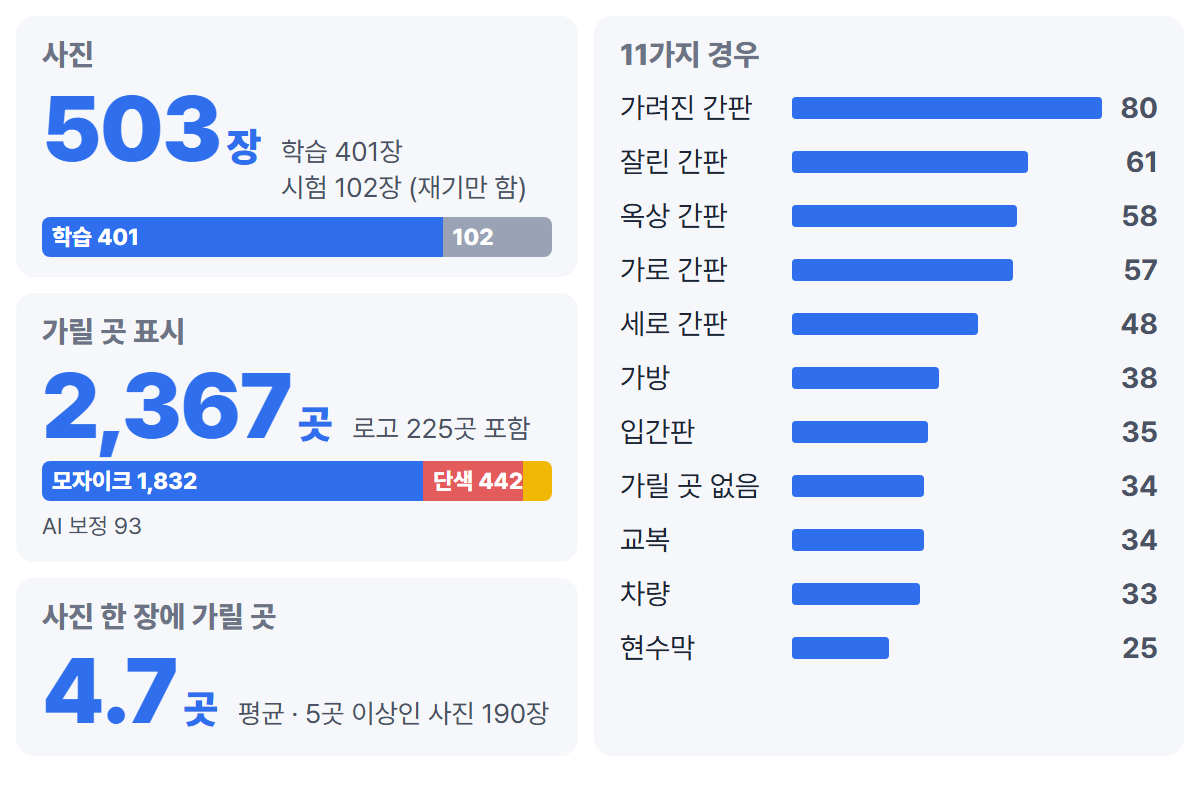 사진
503장
학습 401장
시험 102장 (재기만 함)
학습 401
102
가릴 곳 표시
2,367곳
로고 225곳 포함
모자이크 1,832
단색 442
AI 보정 93
사진 한 장에 가릴 곳
4.7곳
평균 · 5곳 이상인 사진 190장
11가지 경우
가려진 간판 80
잘린 간판 61
옥상 간판 58
가로 간판 57
세로 간판 48
가방 38
입간판 35
가릴 곳 없음 34
교복 34
차량 33
현수막 25